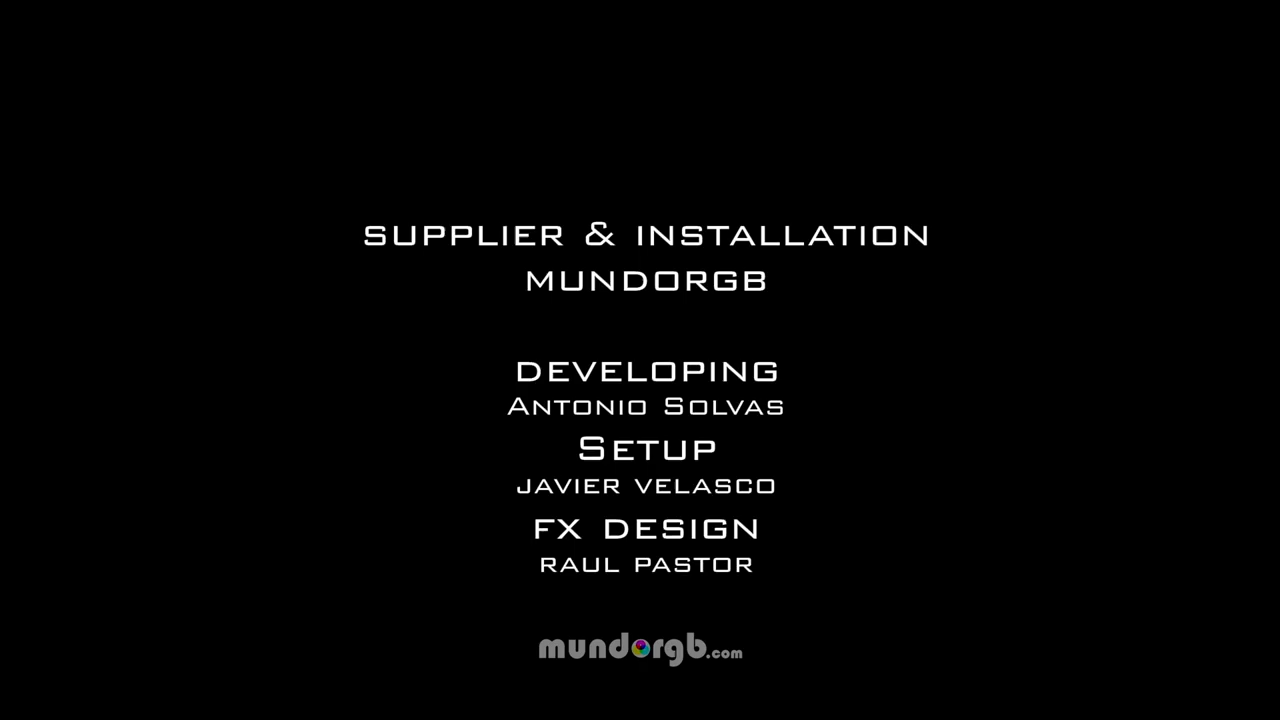 SUPPLIER & INSTALLATION
MUNDORGB
DEVELOPING
ANTONIO SOLVAS
SETUP
JAVIER VELASCO
FX DESIGN
RAUL PASTOR
mundorgb.com